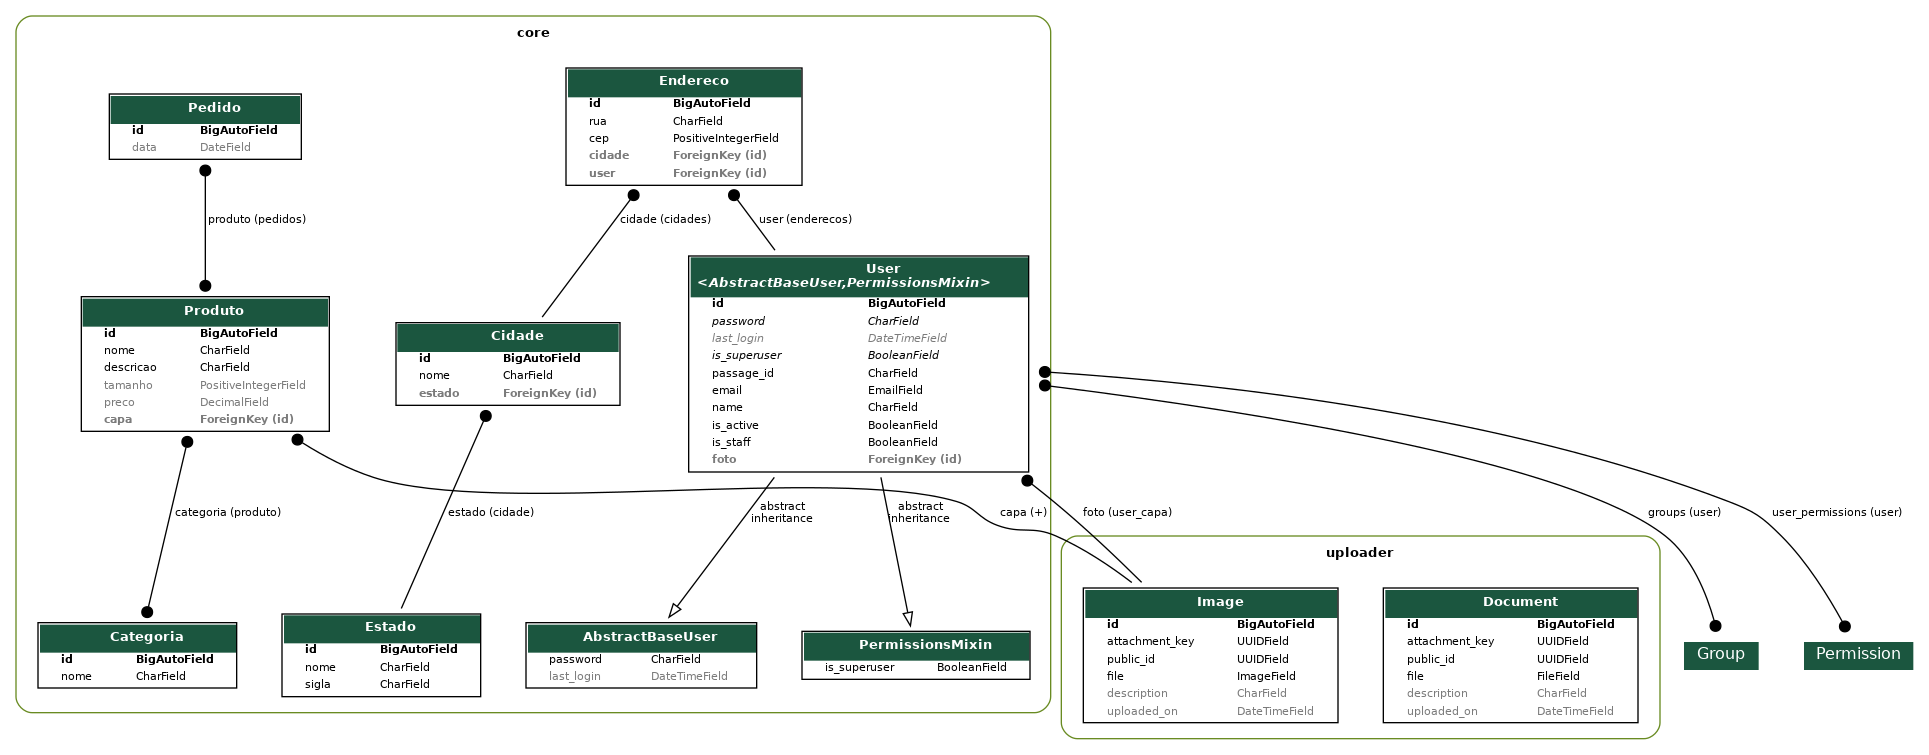 core
Pedido
id BigAutoField
data DateField
Endereco
id BigAutoField
rua CharField
cep PositiveIntegerField
cidade ForeignKey (id)
user ForeignKey (id)
produto (pedidos)
cidade (cidades)
user (enderecos)
Produto
id BigAutoField
nome CharField
descricao CharField
tamanho PositiveIntegerField
preco DecimalField
capa ForeignKey (id)
Cidade
id BigAutoField
nome CharField
estado ForeignKey (id)
User
<AbstractBaseUser,PermissionsMixin>
id BigAutoField
password CharField
last_login DateTimeField
is_superuser BooleanField
passage_id CharField
email EmailField
name CharField
is_active BooleanField
is_staff BooleanField
foto ForeignKey (id)
categoria (produto)
estado (cidade)
abstract
inheritance
abstract
inheritance
capa (+)
foto (user_capa)
groups (user)
user_permissions (user)
Categoria
id BigAutoField
nome CharField
Estado
id BigAutoField
nome CharField
sigla CharField
AbstractBaseUser
password CharField
last_login DateTimeField
PermissionsMixin
is_superuser BooleanField
uploader
Image
id BigAutoField
attachment_key UUIDField
public_id UUIDField
file ImageField
description CharField
uploaded_on DateTimeField
Document
id BigAutoField
attachment_key UUIDField
public_id UUIDField
file FileField
description CharField
uploaded_on DateTimeField
Group
Permission